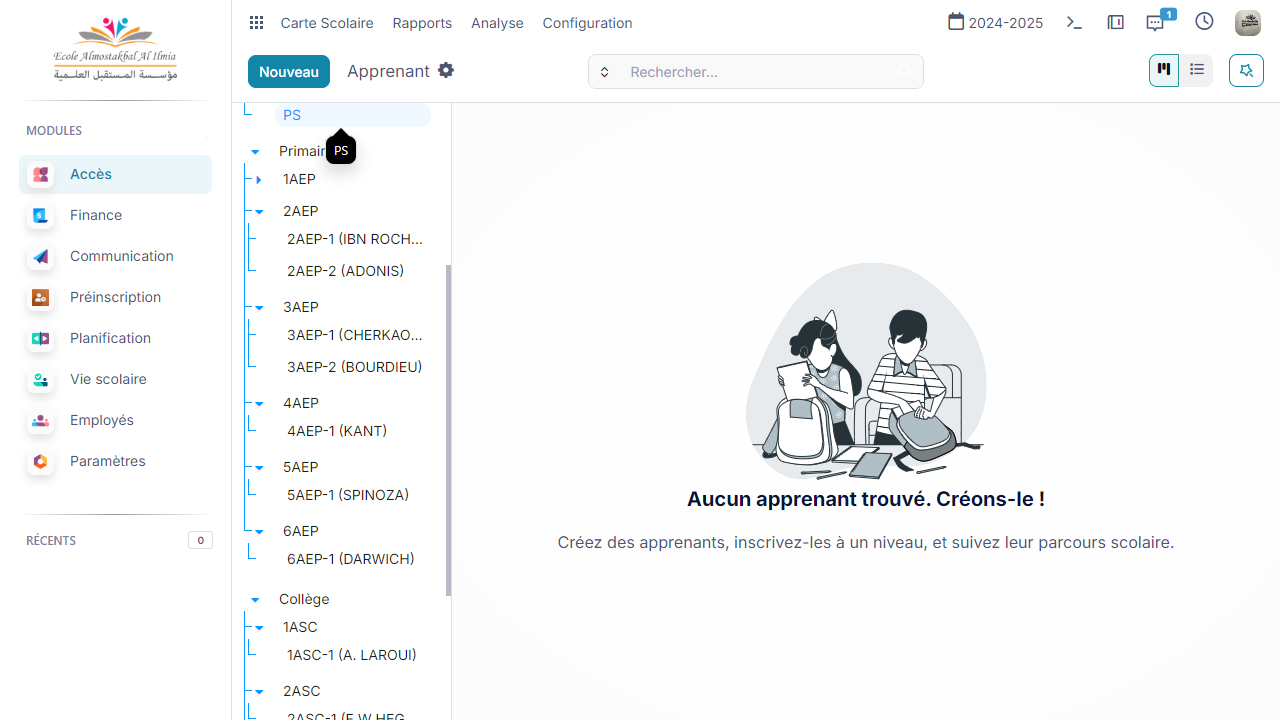 Ecole Almostakbal Al Ilmia
مؤسسة المستقبل العلمية
MODULES
Accès
Finance
Communication
Préinscription
Planification
Vie scolaire
Employés
Paramètres
RÉCENTS
0
Carte Scolaire
Rapports
Analyse
Configuration
2024-2025
1
Nouveau
Apprenant
Rechercher...
PS
PS
Primair
1AEP
2AEP
2AEP-1 (IBN ROCH...
2AEP-2 (ADONIS)
3AEP
3AEP-1 (CHERKAO...
3AEP-2 (BOURDIEU)
4AEP
4AEP-1 (KANT)
5AEP
5AEP-1 (SPINOZA)
6AEP
6AEP-1 (DARWICH)
Collège
1ASC
1ASC-1 (A. LAROUI)
2ASC
2ASC-1 (F.W.HEG...
Aucun apprenant trouvé. Créons-le !
Créez des apprenants, inscrivez-les à un niveau, et suivez leur parcours scolaire.